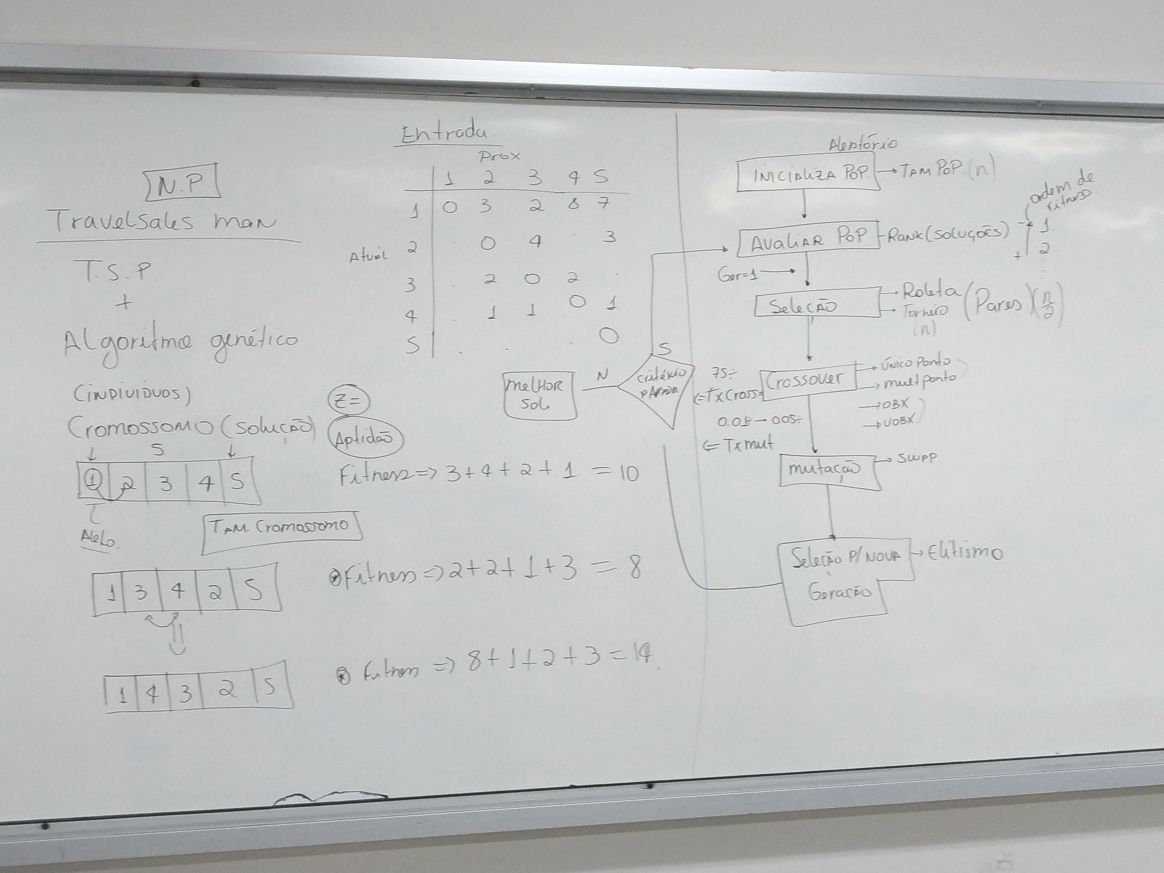 N.P
Travelsales man
T.S.P
+
Algoritmo genético
(indivíduos)
Cromossomo (solução)
5
1 2 3 4 5
Alelo.
TAM. Cromossomo
1 3 4 2 5
1 4 3 2 5
Entrada
Prox
1 2 3 4 5
1 0 3 2 8 7
Atual 2 . 0 4 . 3
3 . 2 0 2 .
4 . 1 1 0 1
5 . . . . 0
Z=
Aptidão
Fitness => 3+4+2+1 = 10
Fitness => 2+2+1+3 = 8
Fitness => 8+1+2+3 = 14
melHOR
Sol
N
critério
PARADA
S
Aleatório
INICIALIZA POP. → TAM POP. (n)
AVALIAR POP RANK (soluções)
ordem de
fitness
- 1
+ 2
Ger=1 →
Seleção → Roleta (Pares) (n/2)
→ Torneio
(n)
75÷
<= TxCross
Crossover → único Ponto
→ muel ponto
→ OBX
→ UOBX
0.01 → 005÷
<= Tx mut
mutação → SWPP
Seleção P/ NOVA → Elitismo
Geração